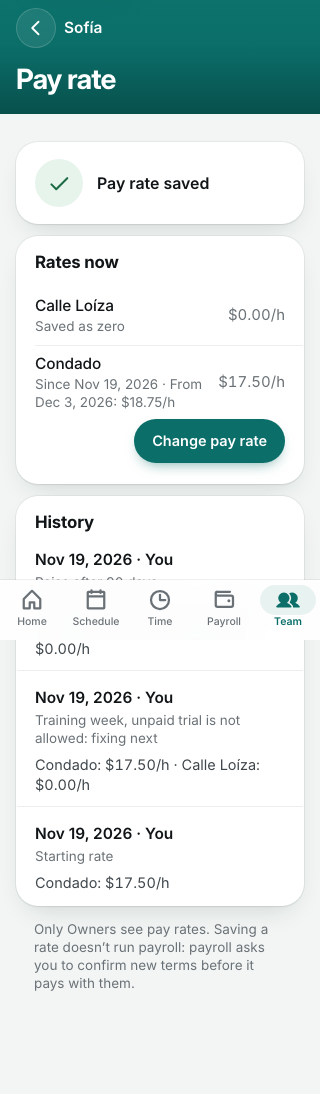 Sofía
Pay rate
Pay rate saved
Rates now
Calle Loíza
Saved as zero
$0.00/h
Condado
Since Nov 19, 2026 · From
Dec 3, 2026: $18.75/h
$17.50/h
Change pay rate
History
Nov 19, 2026 · You
Home
Schedule
Time
Payroll
Team
$0.00/h
Nov 19, 2026 · You
Training week, unpaid trial is not
allowed: fixing next
Condado: $17.50/h · Calle Loíza:
$0.00/h
Nov 19, 2026 · You
Starting rate
Condado: $17.50/h
Only Owners see pay rates. Saving a
rate doesn’t run payroll: payroll asks
you to confirm new terms before it
pays with them.